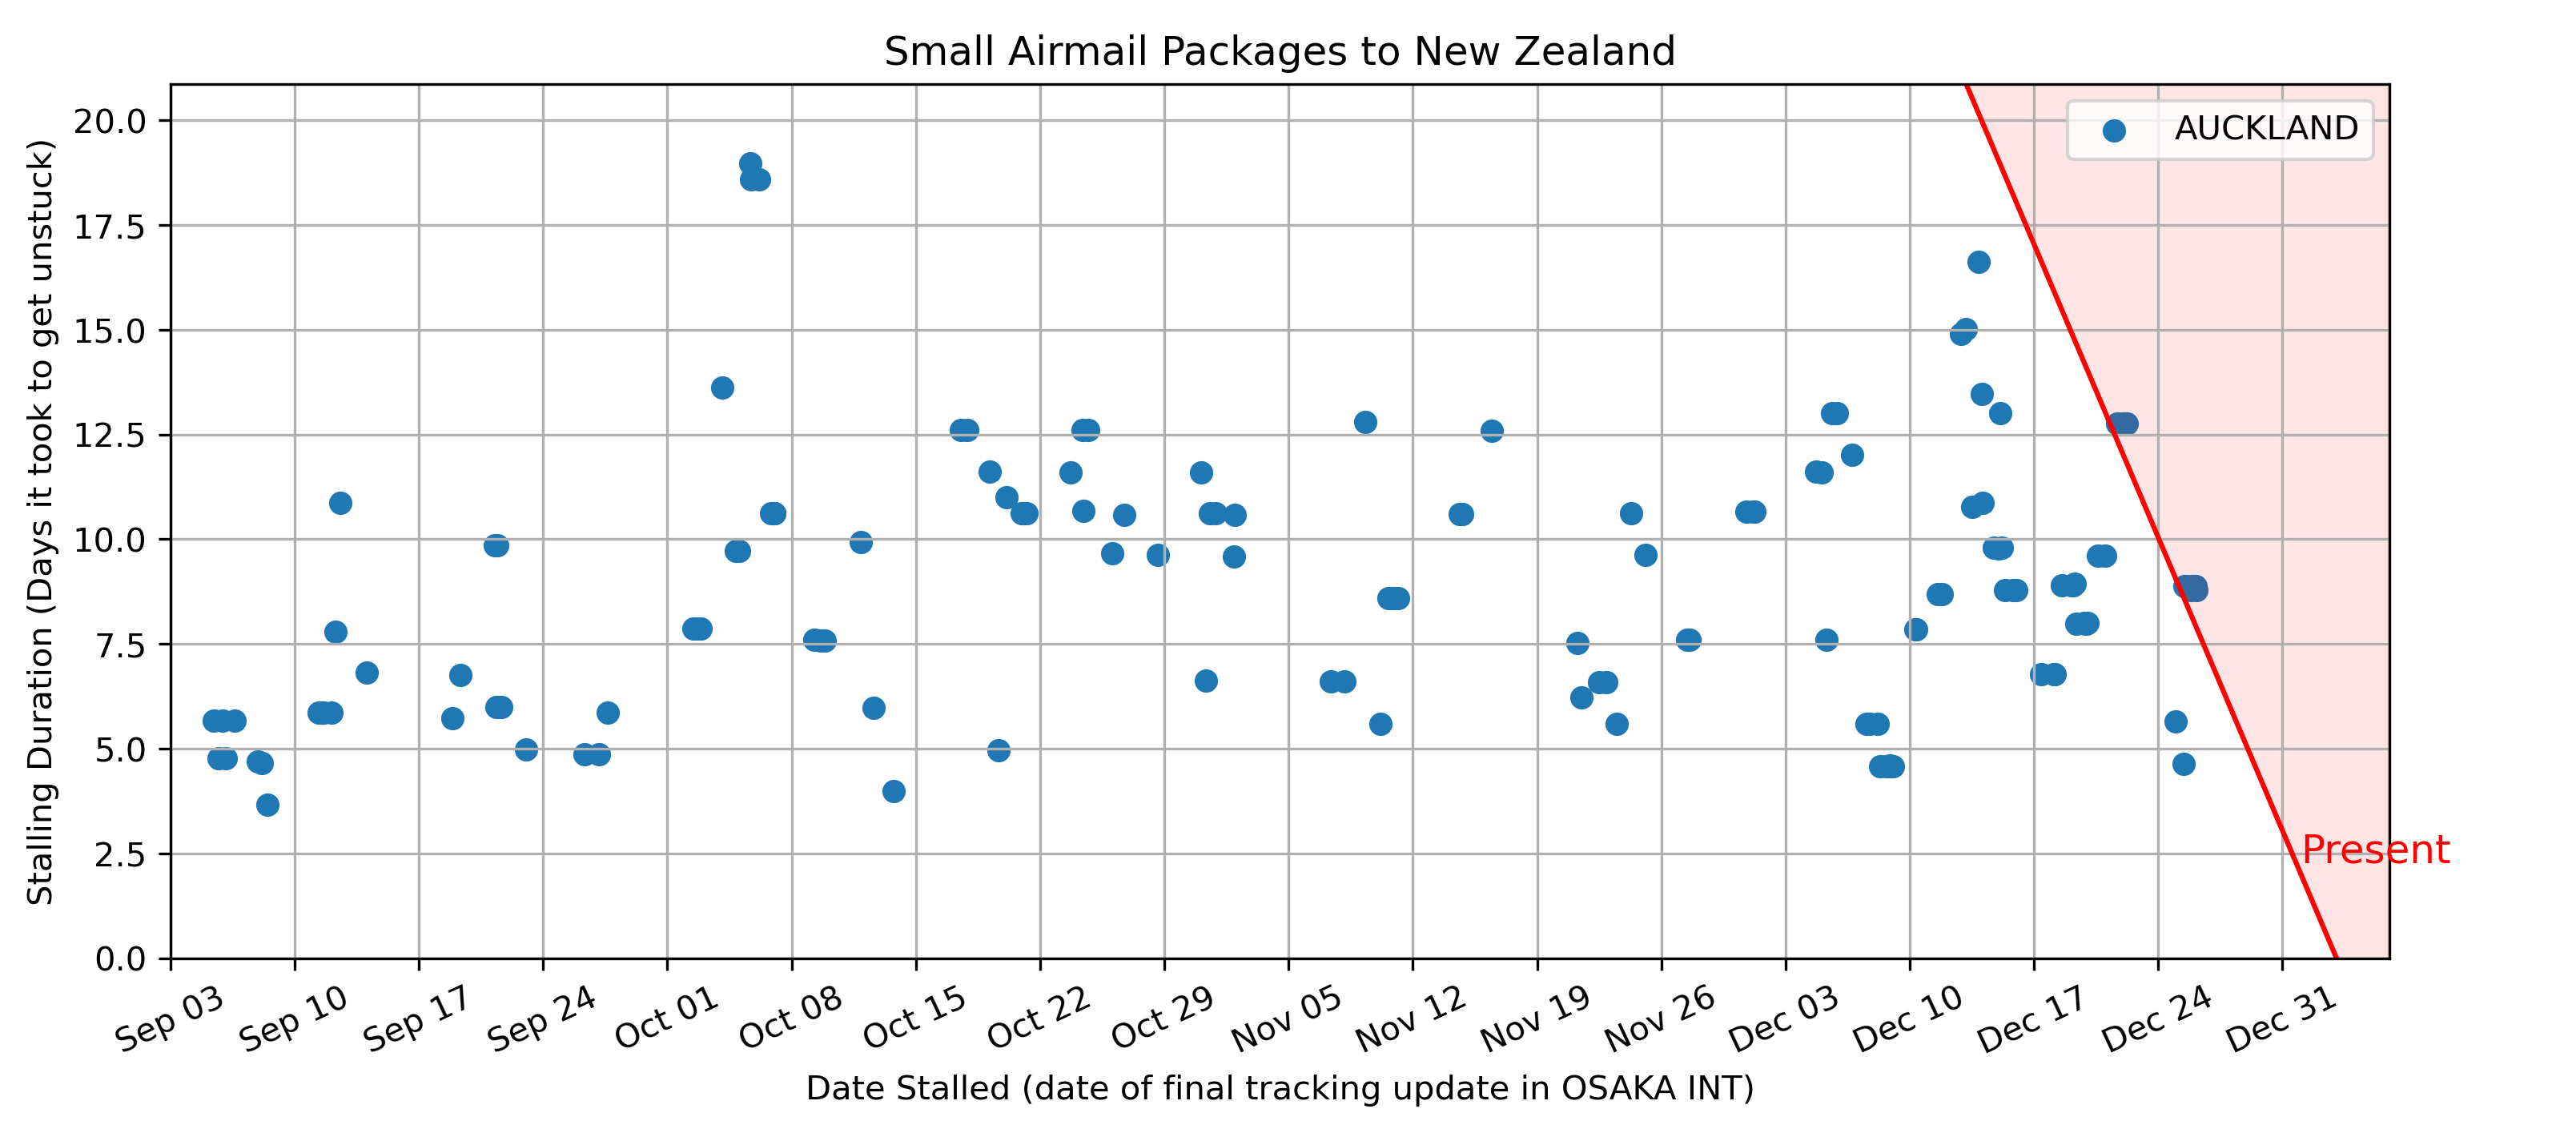 Small Airmail Packages to New Zealand
AUCKLAND
Stalling Duration (Days it took to get unstuck)
20.0
17.5
15.0
12.5
10.0
7.5
5.0
2.5
0.0
Present
Sep 03
Sep 10
Sep 17
Sep 24
Oct 01
Oct 08
Oct 15
Oct 22
Oct 29
Nov 05
Nov 12
Nov 19
Nov 26
Dec 03
Dec 10
Dec 17
Dec 24
Dec 31
Date Stalled (date of final tracking update in OSAKA INT)